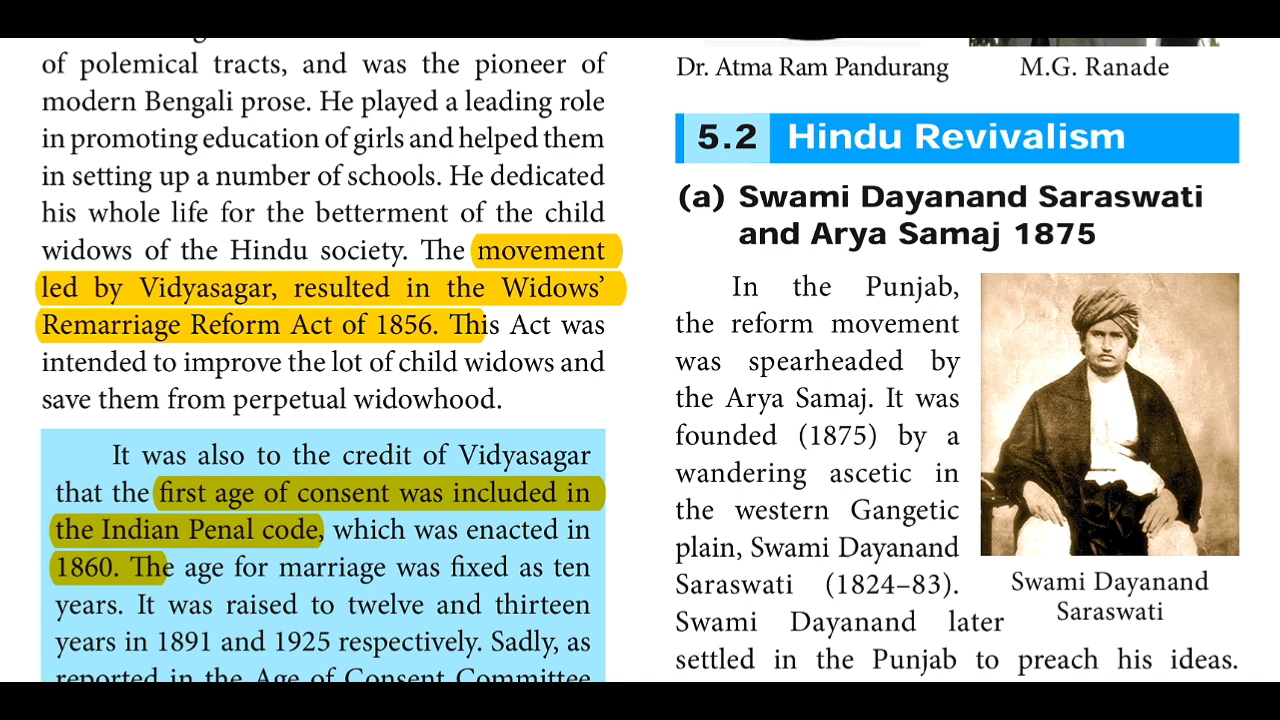 of polemical tracts, and was the pioneer of
modern Bengali prose. He played a leading role
in promoting education of girls and helped them
in setting up a number of schools. He dedicated
his whole life for the betterment of the child
widows of the Hindu society. The movement
led by Vidyasagar, resulted in the Widows’
Remarriage Reform Act of 1856. This Act was
intended to improve the lot of child widows and
save them from perpetual widowhood.
It was also to the credit of Vidyasagar
that the first age of consent was included in
the Indian Penal code, which was enacted in
1860. The age for marriage was fixed as ten
years. It was raised to twelve and thirteen
years in 1891 and 1925 respectively. Sadly, as
reported in the Age of Consent Committee
Dr. Atma Ram Pandurang
M.G. Ranade
5.2 Hindu Revivalism
(a) Swami Dayanand Saraswati
and Arya Samaj 1875
In the Punjab,
the reform movement
was spearheaded by
the Arya Samaj. It was
founded (1875) by a
wandering ascetic in
the western Gangetic
plain, Swami Dayanand
Saraswati (1824–83).
Swami Dayanand later
settled in the Punjab to preach his ideas.
Swami Dayanand
Saraswati